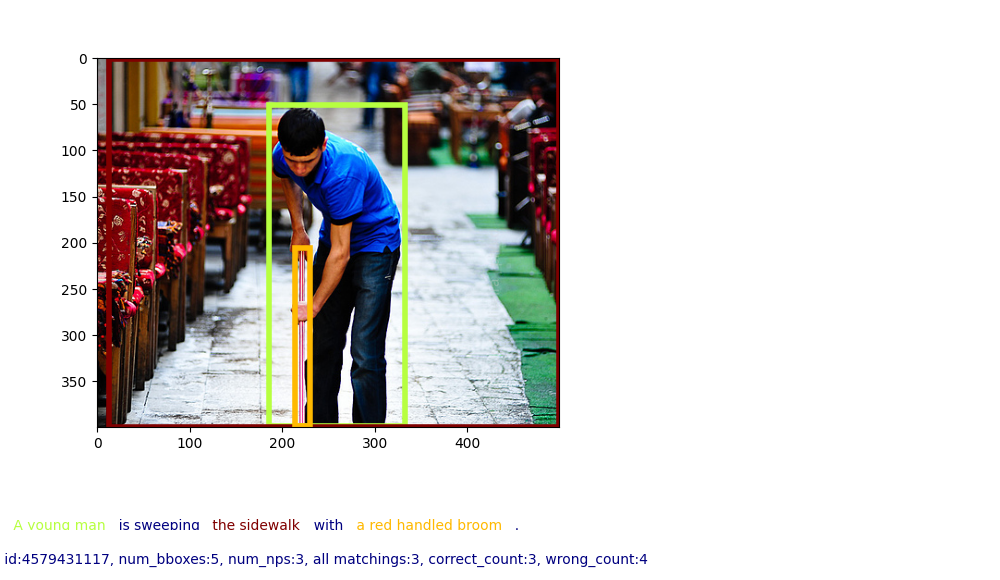 0
50
100
150
200
250
300
350
0 100 200 300 400
A young man is sweeping the sidewalk with a red handled broom .
id:4579431117, num_bboxes:5, num_nps:3, all matchings:3, correct_count:3, wrong_count:4